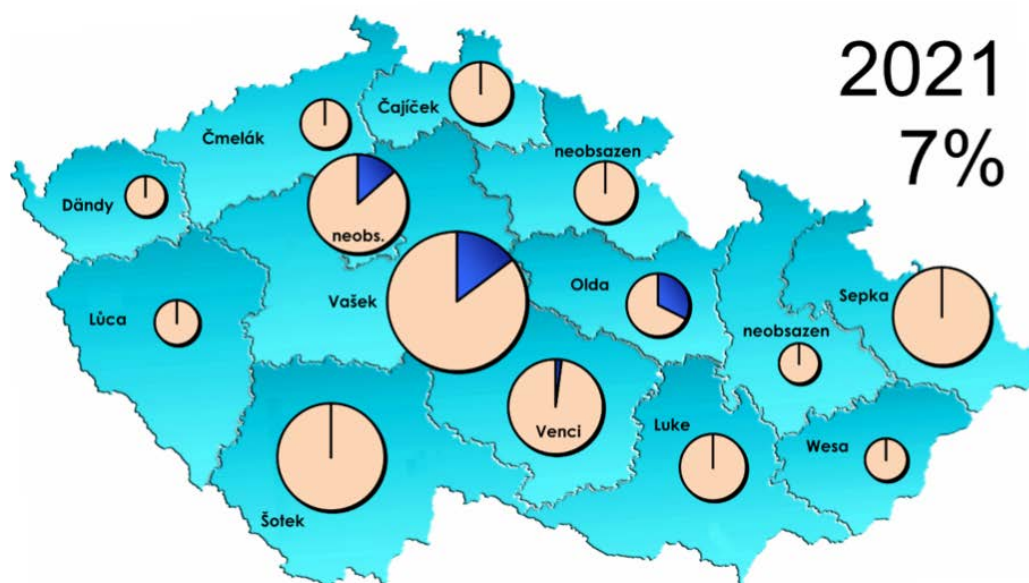 2021
7%
Čajíček
Čmelák
neobsazen
Dändy
neobs.
Olda
Vašek
Sepka
Lůca
neobsazen
Venci
Luke
Wesa
Šotek